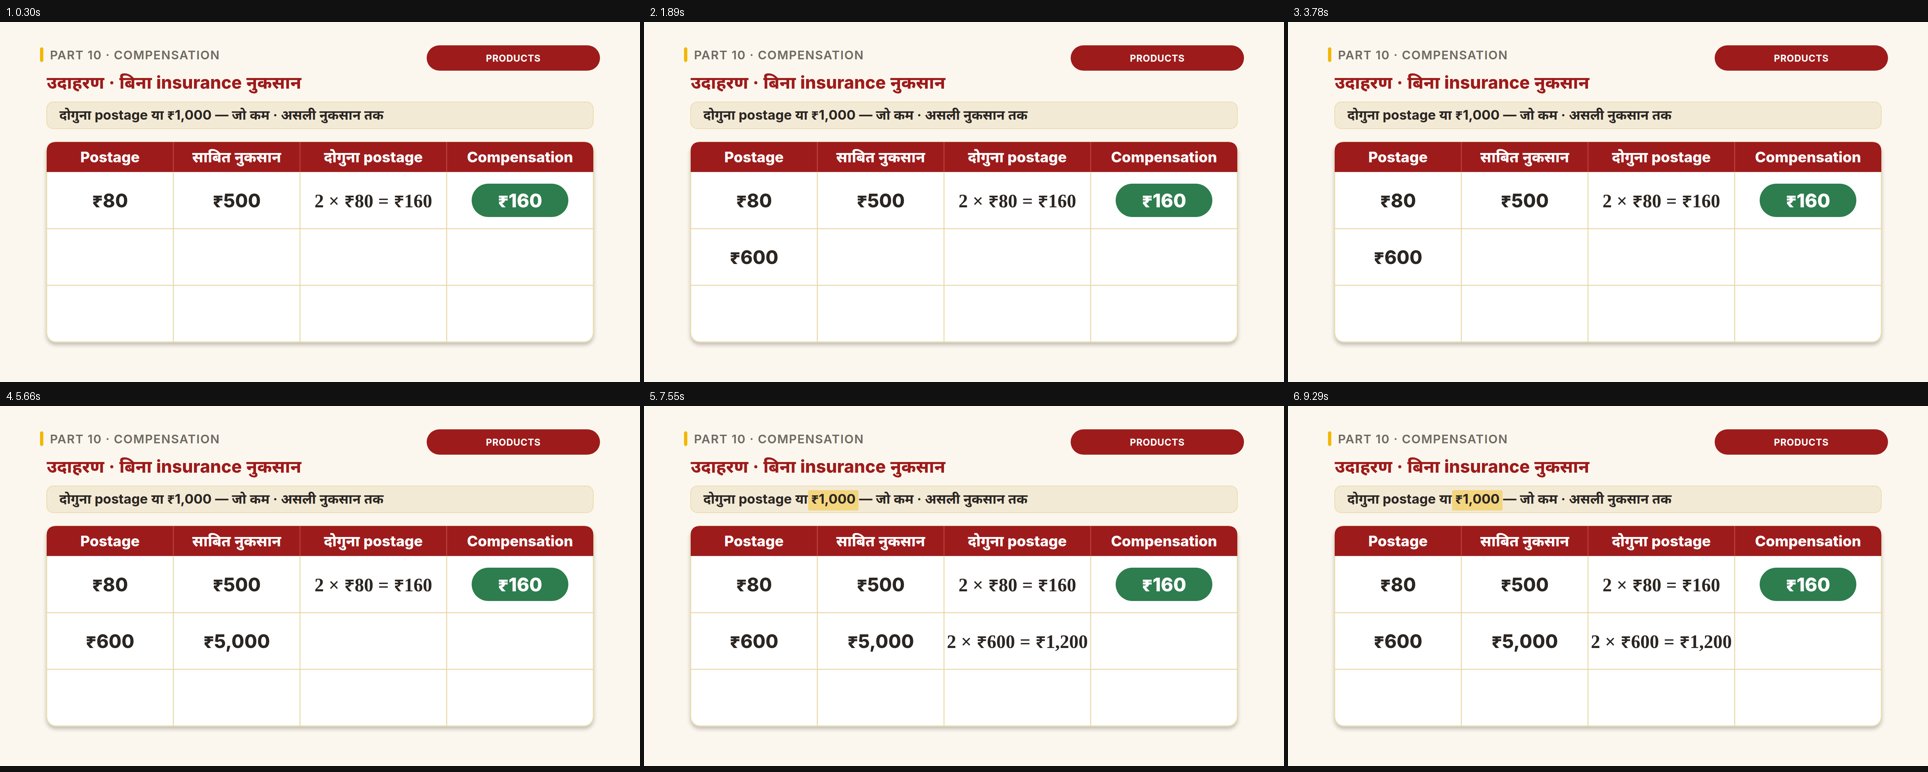 1. 0.30s
PART 10 · COMPENSATION
PRODUCTS
उदाहरण · बिना insurance नुकसान
दोगुना postage या ₹1,000 — जो कम · असली नुकसान तक
Postage साबित नुकसान दोगुना postage Compensation
₹80 ₹500 2 × ₹80 = ₹160 ₹160
2. 1.89s
PART 10 · COMPENSATION
PRODUCTS
उदाहरण · बिना insurance नुकसान
दोगुना postage या ₹1,000 — जो कम · असली नुकसान तक
Postage साबित नुकसान दोगुना postage Compensation
₹80 ₹500 2 × ₹80 = ₹160 ₹160
₹600
3. 3.78s
PART 10 · COMPENSATION
PRODUCTS
उदाहरण · बिना insurance नुकसान
दोगुना postage या ₹1,000 — जो कम · असली नुकसान तक
Postage साबित नुकसान दोगुना postage Compensation
₹80 ₹500 2 × ₹80 = ₹160 ₹160
₹600
4. 5.66s
PART 10 · COMPENSATION
PRODUCTS
उदाहरण · बिना insurance नुकसान
दोगुना postage या ₹1,000 — जो कम · असली नुकसान तक
Postage साबित नुकसान दोगुना postage Compensation
₹80 ₹500 2 × ₹80 = ₹160 ₹160
₹600 ₹5,000
5. 7.55s
PART 10 · COMPENSATION
PRODUCTS
उदाहरण · बिना insurance नुकसान
दोगुना postage या ₹1,000 — जो कम · असली नुकसान तक
Postage साबित नुकसान दोगुना postage Compensation
₹80 ₹500 2 × ₹80 = ₹160 ₹160
₹600 ₹5,000 2 × ₹600 = ₹1,200
6. 9.29s
PART 10 · COMPENSATION
PRODUCTS
उदाहरण · बिना insurance नुकसान
दोगुना postage या ₹1,000 — जो कम · असली नुकसान तक
Postage साबित नुकसान दोगुना postage Compensation
₹80 ₹500 2 × ₹80 = ₹160 ₹160
₹600 ₹5,000 2 × ₹600 = ₹1,200